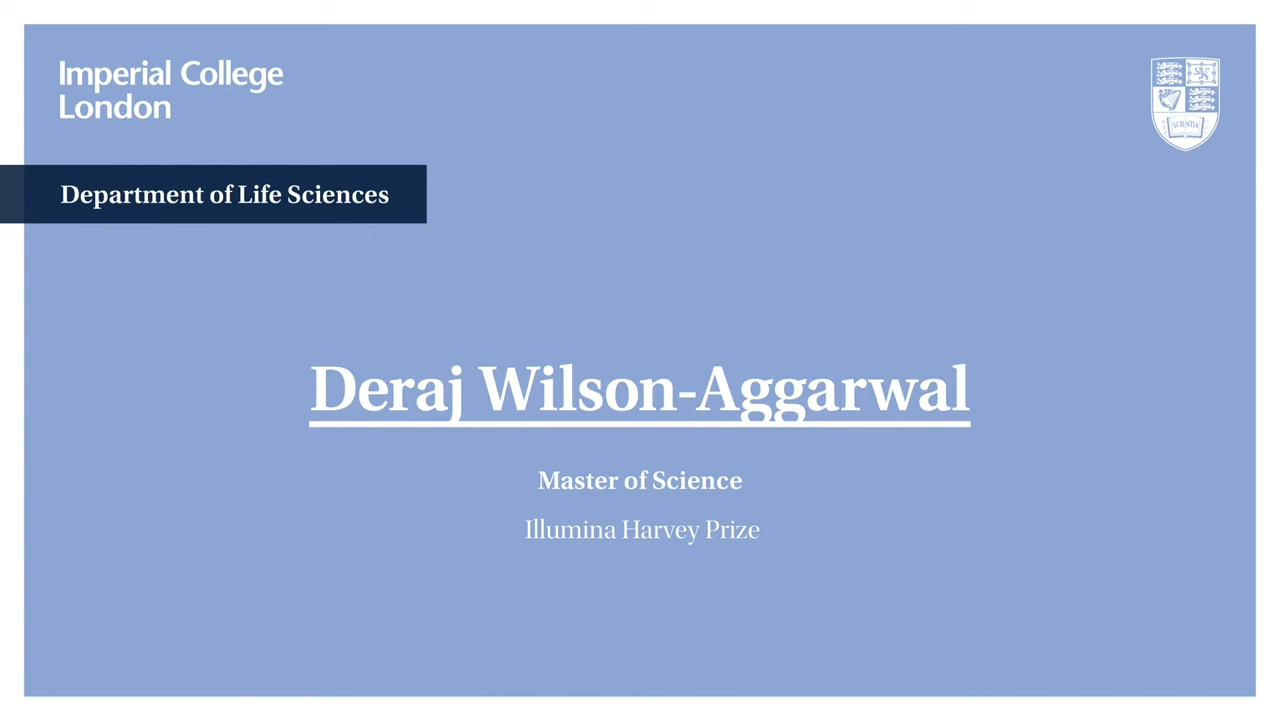 Imperial College
London
SCIENTIA
Department of Life Sciences
Deraj Wilson-Aggarwal
Master of Science
Illumina Harvey Prize